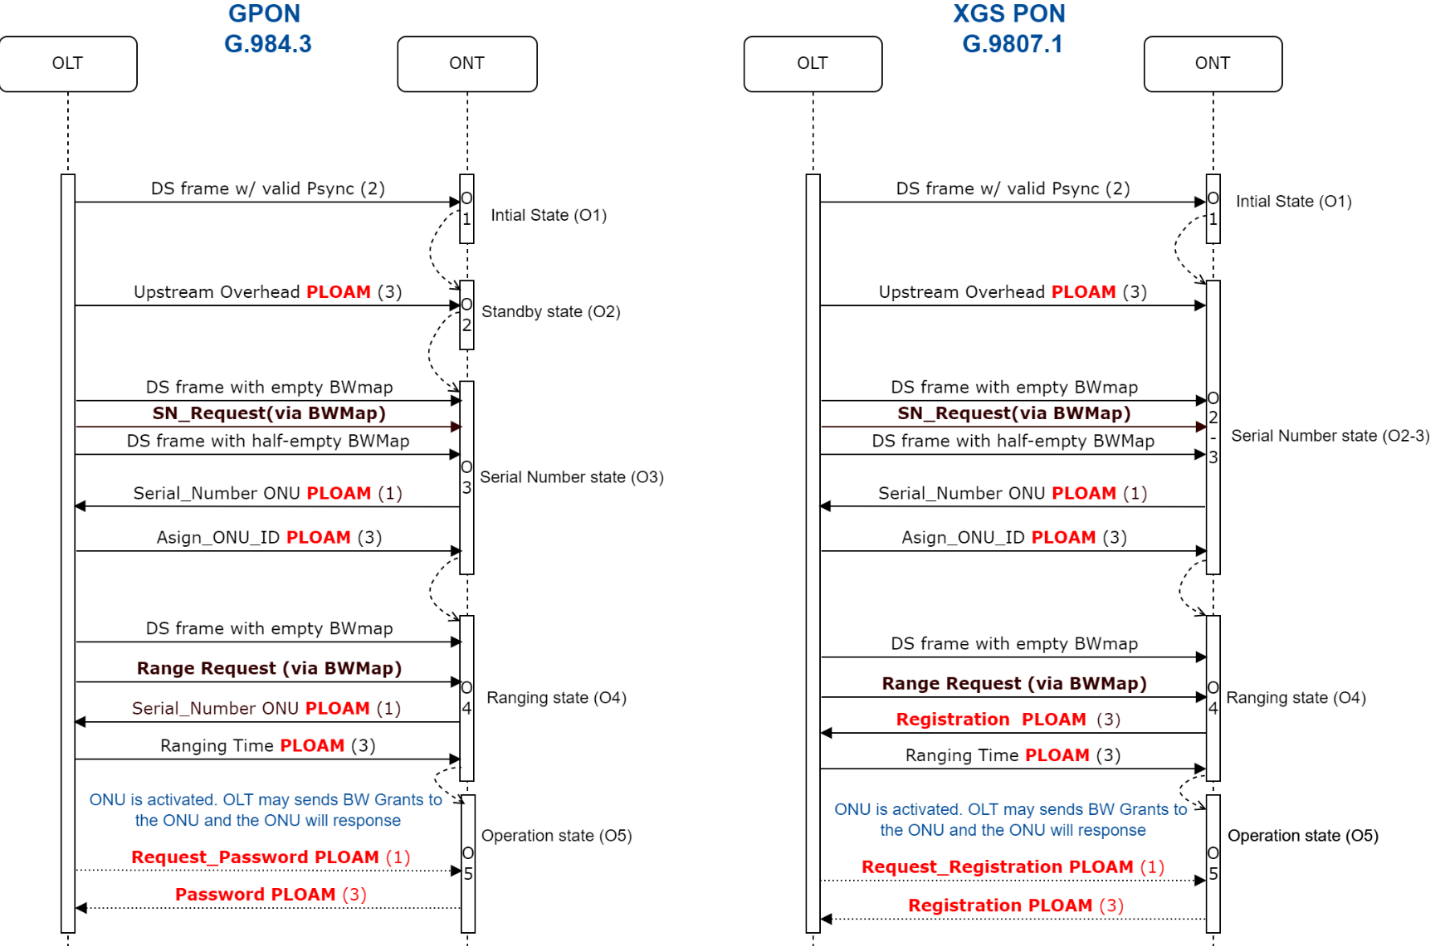 GPON
G.984.3
OLT
ONT
DS frame w/ valid Psync (2)
O
1
Intial State (O1)
Upstream Overhead PLOAM (3)
O
2
Standby state (O2)
DS frame with empty BWmap
SN_Request(via BWMap)
DS frame with half-empty BWMap
O
3
Serial Number state (O3)
Serial_Number ONU PLOAM (1)
Asign_ONU_ID PLOAM (3)
DS frame with empty BWmap
Range Request (via BWMap)
O
4
Ranging state (O4)
Serial_Number ONU PLOAM (1)
Ranging Time PLOAM (3)
ONU is activated. OLT may sends BW Grants to
the ONU and the ONU will response
Operation state (O5)
O
5
Request_Password PLOAM (1)
Password PLOAM (3)
XGS PON
G.9807.1
OLT
ONT
DS frame w/ valid Psync (2)
O
1
Intial State (O1)
Upstream Overhead PLOAM (3)
DS frame with empty BWmap
SN_Request(via BWMap)
DS frame with half-empty BWMap
O
2
-
3
Serial Number state (O2-3)
Serial_Number ONU PLOAM (1)
Asign_ONU_ID PLOAM (3)
DS frame with empty BWmap
Range Request (via BWMap)
O
4
Ranging state (O4)
Registration PLOAM (3)
Ranging Time PLOAM (3)
ONU is activated. OLT may sends BW Grants to
the ONU and the ONU will response
Operation state (O5)
O
5
Request_Registration PLOAM (1)
Registration PLOAM (3)